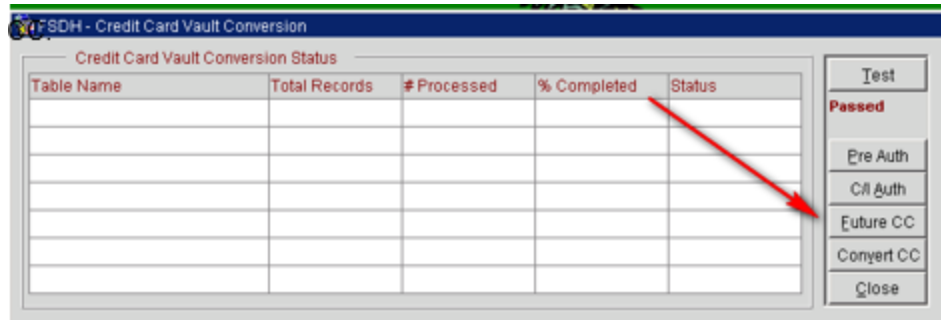 FSDH - Credit Card Vault Conversion
Credit Card Vault Conversion Status
Table Name Total Records # Processed % Completed Status
Test
Passed
Pre Auth
C/I Auth
Future CC
Convert CC
Close